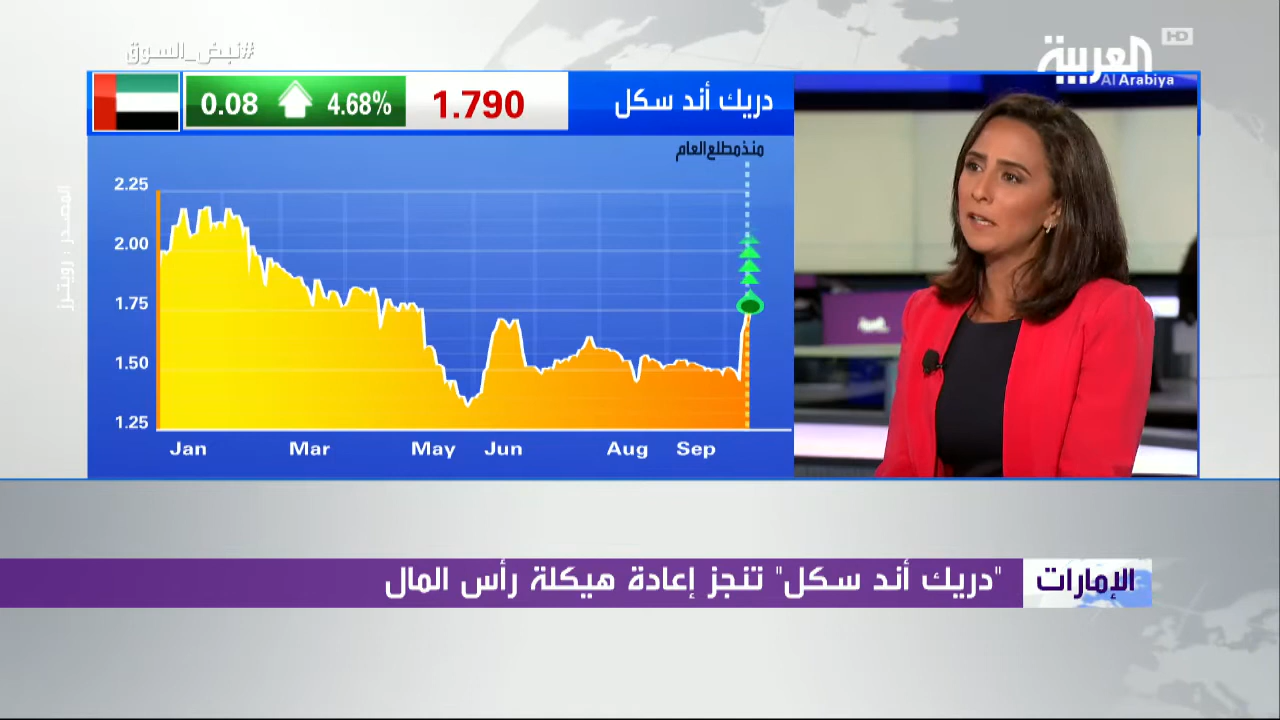 #نبض_السوق
HD
العربية
Al Arabiya
دريك أند سكل
1.790
4.68%
0.08
منذ مطلع العام
المصدر : رويترز
2.25
2.00
1.75
1.50
1.25
Jan Mar May Jun Aug Sep
الإمارات
"دريك أند سكل" تنجز إعادة هيكلة رأس المال